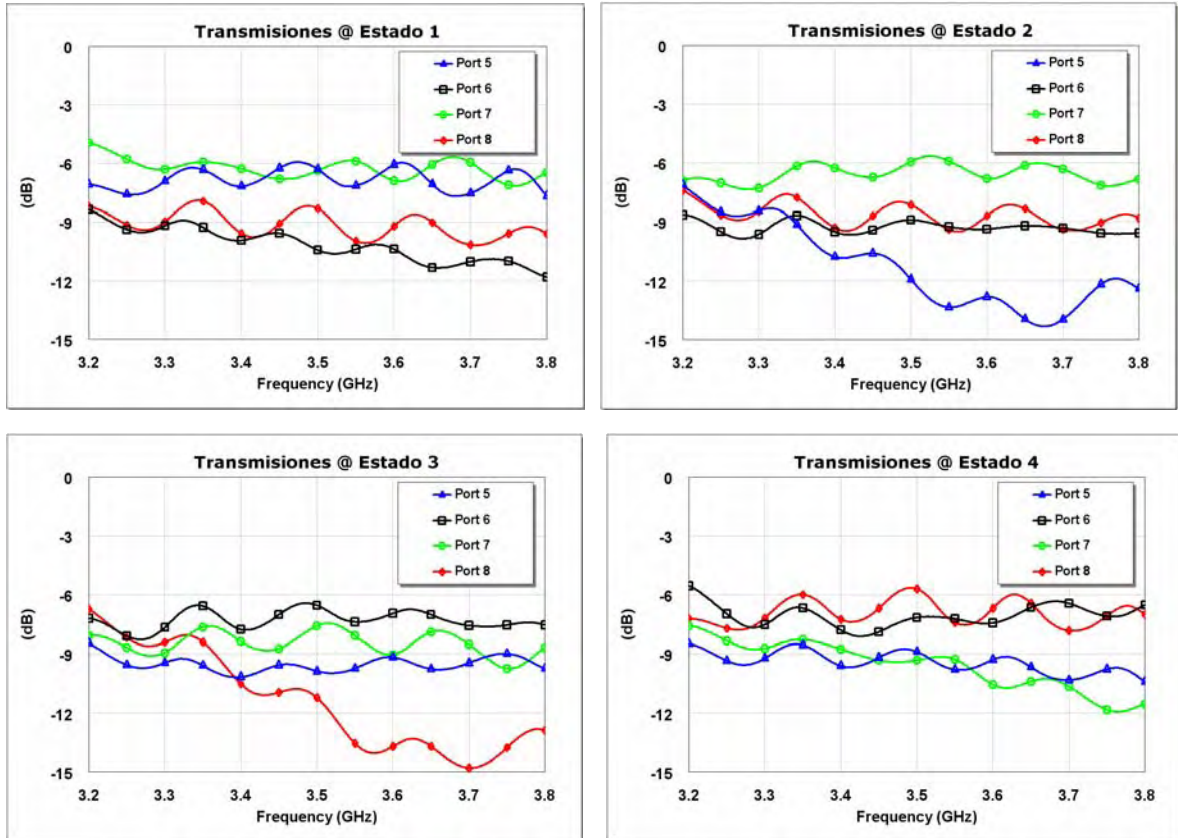 Transmisiones @ Estado 1
0
-3
-6
-9
-12
-15
(dB)
Port 5
Port 6
Port 7
Port 8
3.2 3.3 3.4 3.5 3.6 3.7 3.8
Frequency (GHz)
Transmisiones @ Estado 2
0
-3
-6
-9
-12
-15
(dB)
Port 5
Port 6
Port 7
Port 8
3.2 3.3 3.4 3.5 3.6 3.7 3.8
Frequency (GHz)
Transmisiones @ Estado 3
0
-3
-6
-9
-12
-15
(dB)
Port 5
Port 6
Port 7
Port 8
3.2 3.3 3.4 3.5 3.6 3.7 3.8
Frequency (GHz)
Transmisiones @ Estado 4
0
-3
-6
-9
-12
-15
(dB)
Port 5
Port 6
Port 7
Port 8
3.2 3.3 3.4 3.5 3.6 3.7 3.8
Frequency (GHz)